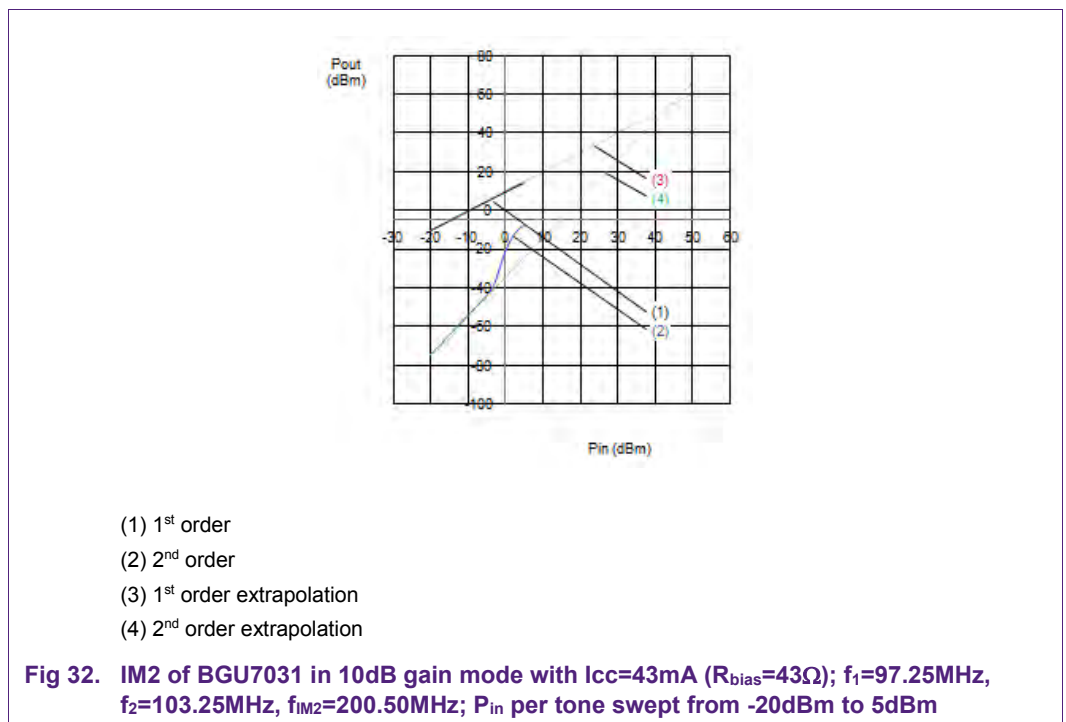 Pout
(dBm)
80
60
40
20
0
-30 -20 -10 0 10 20 30 40 50 60
-20
-40
-60
-80
-100
(3)
(4)
(1)
(2)
Pin (dBm)
(1) 1st order
(2) 2nd order
(3) 1st order extrapolation
(4) 2nd order extrapolation
Fig 32. IM2 of BGU7031 in 10dB gain mode with Icc=43mA (Rbias=43Ω); f1=97.25MHz,
f2=103.25MHz, fIM2=200.50MHz; Pin per tone swept from -20dBm to 5dBm